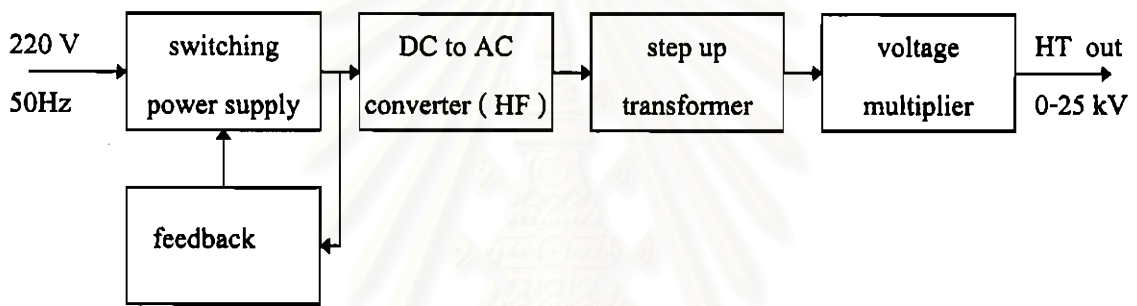 220 V
50Hz
switching
power supply
DC to AC
converter ( HF )
step up
transformer
voltage
multiplier
HT out
0-25 kV
feedback